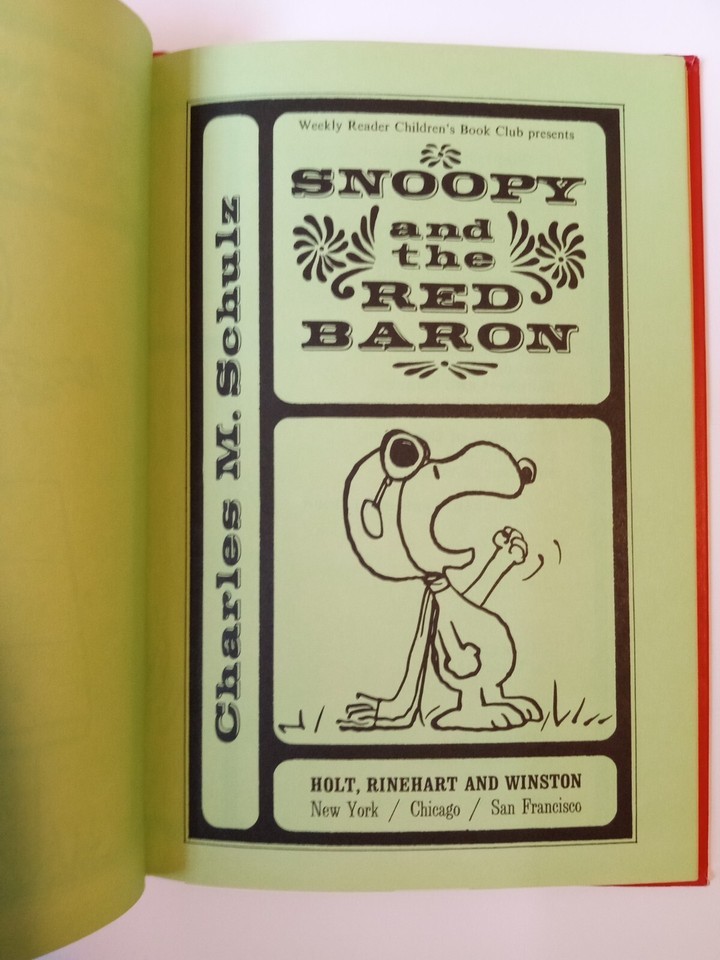 Weekly Reader Children's Book Club presents
SNOOPY
and
the
RED
BARON
Charles M. Schulz
HOLT, RINEHART AND WINSTON
New York / Chicago / San Francisco